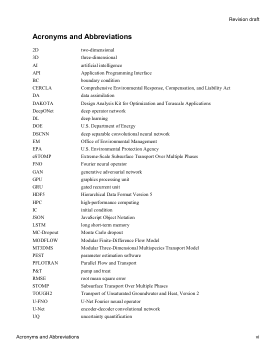 Revision draft
Acronyms and Abbreviations
2D two-dimensional
3D three-dimensional
AI artificial intelligence
API Application Programming Interface
BC boundary condition
CERCLA Comprehensive Environmental Response, Compensation, and Liability Act
DA data assimilation
DAKOTA Design Analysis Kit for Optimization and Terascale Applications
DeepONet deep operator network
DL deep learning
DOE U.S. Department of Energy
DSCNN deep separable convolutional neural network
EM Office of Environmental Management
EPA U.S. Environmental Protection Agency
eSTOMP Extreme-Scale Subsurface Transport Over Multiple Phases
FNO Fourier neural operator
GAN generative adversarial network
GPU graphics processing unit
GRU gated recurrent unit
HDF5 Hierarchical Data Format Version 5
HPC high-performance computing
IC initial condition
JSON JavaScript Object Notation
LSTM long short-term memory
MC-Dropout Monte Carlo dropout
MODFLOW Modular Finite-Difference Flow Model
MT3DMS Modular Three-Dimensional Multispecies Transport Model
PEST parameter estimation software
PFLOTRAN Parallel Flow and Transport
P&T pump and treat
RMSE root mean square error
STOMP Subsurface Transport Over Multiple Phases
TOUGH2 Transport of Unsaturated Groundwater and Heat, Version 2
U-FNO U-Net Fourier neural operator
U-Net encoder-decoder convolutional network
UQ uncertainty quantification
Acronyms and Abbreviations vi